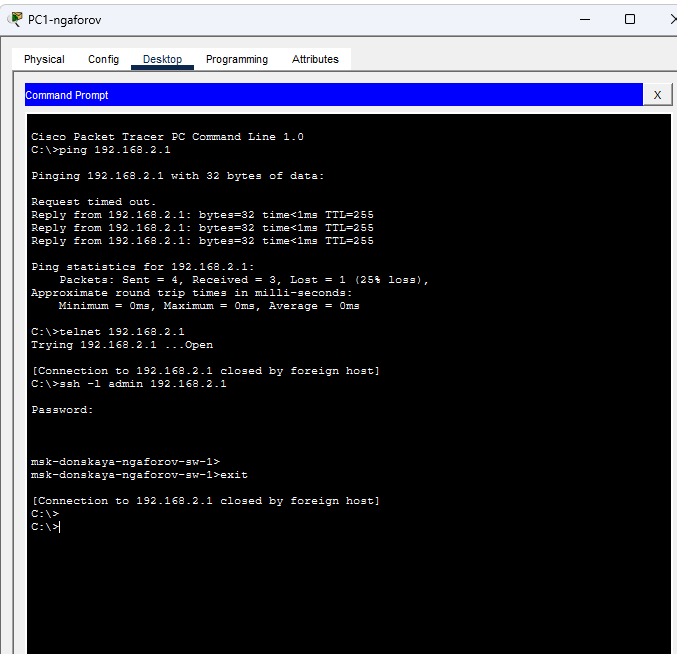 PC1-ngaforov
Physical Config Desktop Programming Attributes
Command Prompt
X
Cisco Packet Tracer PC Command Line 1.0
C:\>ping 192.168.2.1
Pinging 192.168.2.1 with 32 bytes of data:
Request timed out.
Reply from 192.168.2.1: bytes=32 time<1ms TTL=255
Reply from 192.168.2.1: bytes=32 time<1ms TTL=255
Reply from 192.168.2.1: bytes=32 time<1ms TTL=255
Ping statistics for 192.168.2.1:
    Packets: Sent = 4, Received = 3, Lost = 1 (25% loss),
Approximate round trip times in milli-seconds:
    Minimum = 0ms, Maximum = 0ms, Average = 0ms
C:\>telnet 192.168.2.1
Trying 192.168.2.1 ...Open
[Connection to 192.168.2.1 closed by foreign host]
C:\>ssh -l admin 192.168.2.1
Password:
msk-donskaya-ngaforov-sw-1>
msk-donskaya-ngaforov-sw-1>exit
[Connection to 192.168.2.1 closed by foreign host]
C:\>
C:\>